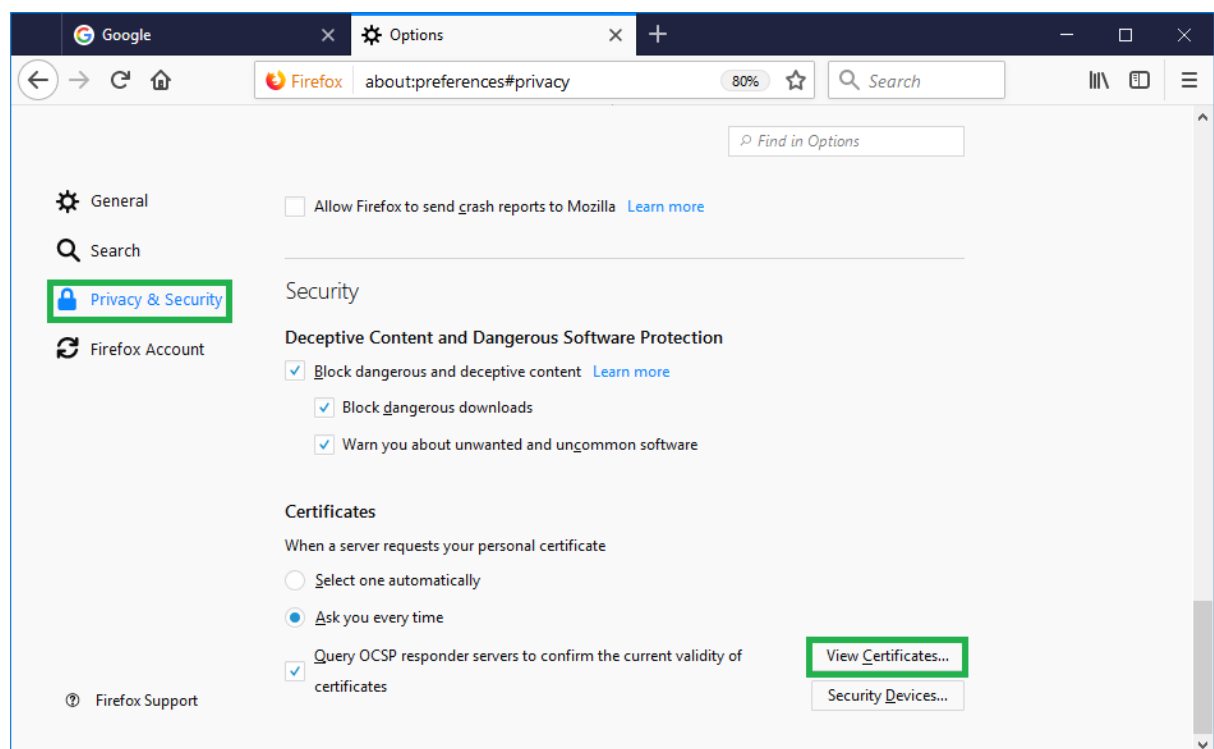 Google
Options
Firefox about:preferences#privacy 80% Search
Find in Options
General
Search
Privacy & Security
Firefox Account
Firefox Support
Allow Firefox to send crash reports to Mozilla Learn more
Security
Deceptive Content and Dangerous Software Protection
Block dangerous and deceptive content Learn more
Block dangerous downloads
Warn you about unwanted and uncommon software
Certificates
When a server requests your personal certificate
Select one automatically
Ask you every time
Query OCSP responder servers to confirm the current validity of
certificates
View Certificates...
Security Devices...